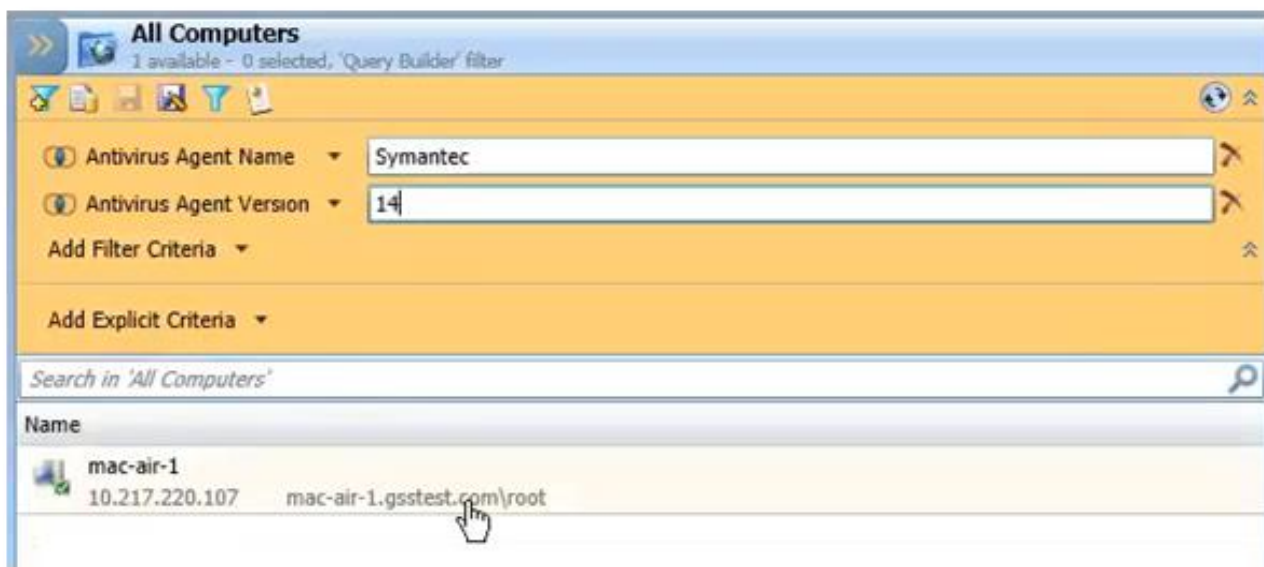 All Computers
1 available - 0 selected, 'Query Builder' filter
Antivirus Agent Name
Symantec
Antivirus Agent Version
14
Add Filter Criteria
Add Explicit Criteria
Search in 'All Computers'
Name
mac-air-1
10.217.220.107 mac-air-1.gsstest.com\root